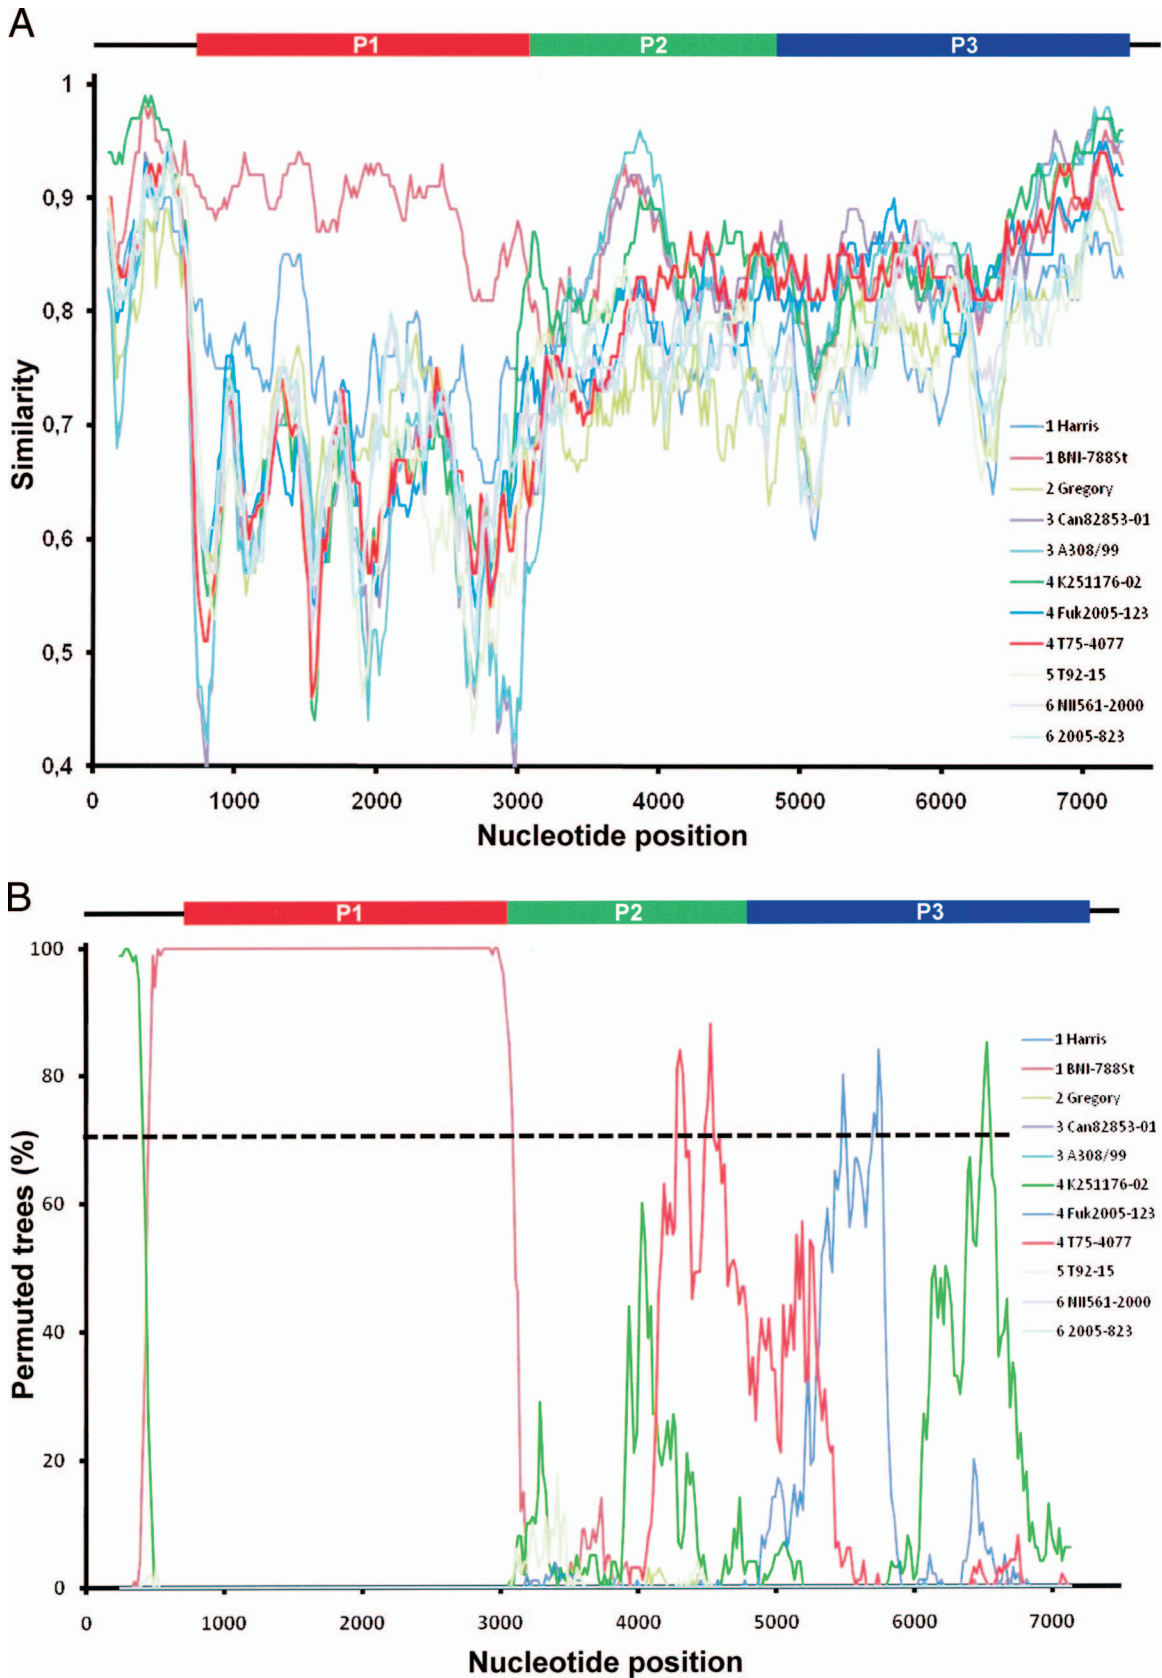 A
P1 P2 P3
1
0,9
0,8
0,7
0,6
0,5
0,4
Similarity
1 Harris
1 BNI-788St
2 Gregory
3 Can82853-01
3 A308/99
4 K251176-02
4 Fuk2005-123
4 T75-4077
5 T92-15
6 NII561-2000
6 2005-823
0 1000 2000 3000 4000 5000 6000 7000
Nucleotide position
B
P1 P2 P3
100
80
60
40
20
0
Permuted trees (%)
1 Harris
1 BNI-788St
2 Gregory
3 Can82853-01
3 A308/99
4 K251176-02
4 Fuk2005-123
4 T75-4077
5 T92-15
6 NII561-2000
6 2005-823
0 1000 2000 3000 4000 5000 6000 7000
Nucleotide position